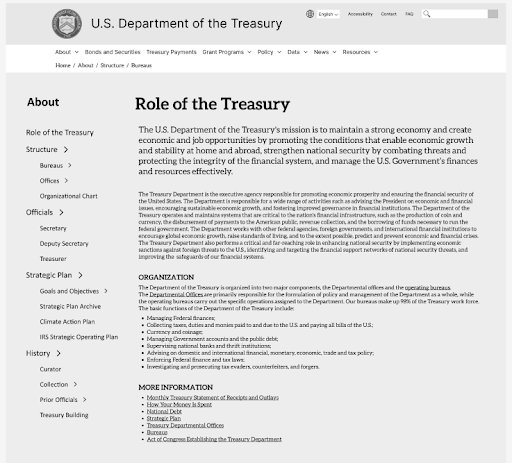 U.S. Department of the Treasury
English
Accessibility
Contact
FAQ
About
Bonds and Securities
Treasury Payments
Grant Programs
Policy
Data
News
Resources
Home / About / Structure / Bureaus
About
Role of the Treasury
Structure
Bureaus
Offices
Organizational Chart
Officials
Secretary
Deputy Secretary
Treasurer
Strategic Plan
Goals and Objectives
Strategic Plan Archive
Climate Action Plan
IRS Strategic Operating Plan
History
Curator
Collection
Prior Officials
Treasury Building
Role of the Treasury
The U.S. Department of the Treasury's mission is to maintain a strong economy and create
economic and job opportunities by promoting the conditions that enable economic growth
and stability at home and abroad, strengthen national security by combating threats and
protecting the integrity of the financial system, and manage the U.S. Government's finances
and resources effectively.
The Treasury Department is the executive agency responsible for promoting economic prosperity and ensuring the financial security of
the United States. The Department is responsible for a wide range of activities such as advising the President on economic and financial
issues, encouraging sustainable economic growth, and fostering improved governance in financial institutions. The Department of the
Treasury operates and maintains systems that are critical to the nation's financial infrastructure, such as the production of coin and
currency, the disbursement of payments to the American public, revenue collection, and the borrowing of funds necessary to run the
federal government. The Department works with other federal agencies, foreign governments, and international financial institutions to
encourage global economic growth, raise standards of living, and to the extent possible, predict and prevent economic and financial crises.
The Treasury Department also performs a critical and far-reaching role in enhancing national security by implementing economic
sanctions against foreign threats to the U.S., identifying and targeting the financial support networks of national security threats, and
improving the safeguards of our financial systems.
ORGANIZATION
The Department of the Treasury is organized into two major components, the Departmental offices and the operating bureaus.
The Departmental Offices are primarily responsible for the formulation of policy and management of the Department as a whole, while
the operating bureaus carry out the specific operations assigned to the Department. Our bureaus make up 98% of the Treasury work force.
The basic functions of the Department of the Treasury include:
• Managing Federal finances;
• Collecting taxes, duties and monies paid to and due to the U.S. and paying all bills of the U.S.;
• Currency and coinage;
• Managing Government accounts and the public debt;
• Supervising national banks and thrift institutions;
• Advising on domestic and international financial, monetary, economic, trade and tax policy;
• Enforcing Federal finance and tax laws;
• Investigating and prosecuting tax evaders, counterfeiters, and forgers.
MORE INFORMATION
• Monthly Treasury Statement of Receipts and Outlays
• How Your Money Is Spent
• National Debt
• Strategic Plan
• Treasury Departmental Offices
• Bureaus
• Act of Congress Establishing the Treasury Department